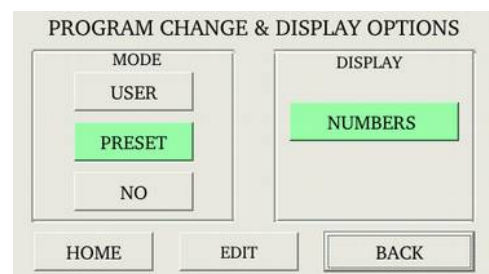 PROGRAM CHANGE & DISPLAY OPTIONS
MODE
USER
PRESET
NO
DISPLAY
NUMBERS
HOME
EDIT
BACK